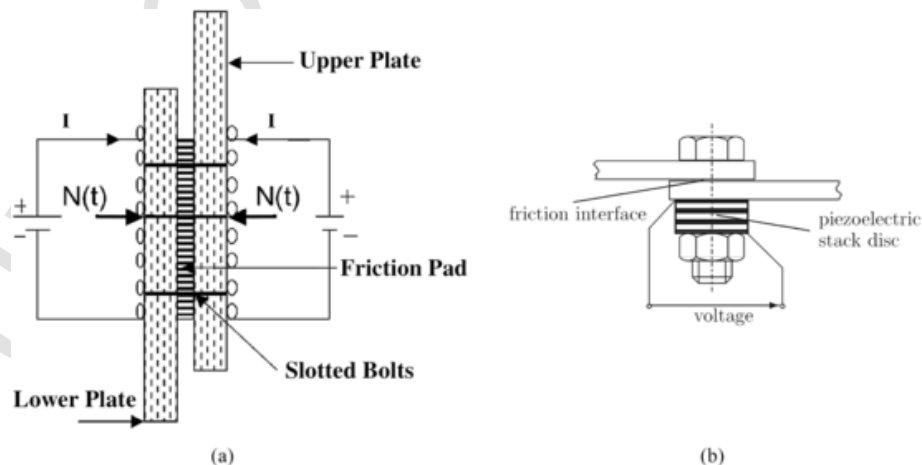 Upper Plate
I
I
+
N(t)
N(t)
+
−
−
Friction Pad
Slotted Bolts
Lower Plate
(a)
friction interface
piezoelectric
stack disc
voltage
(b)